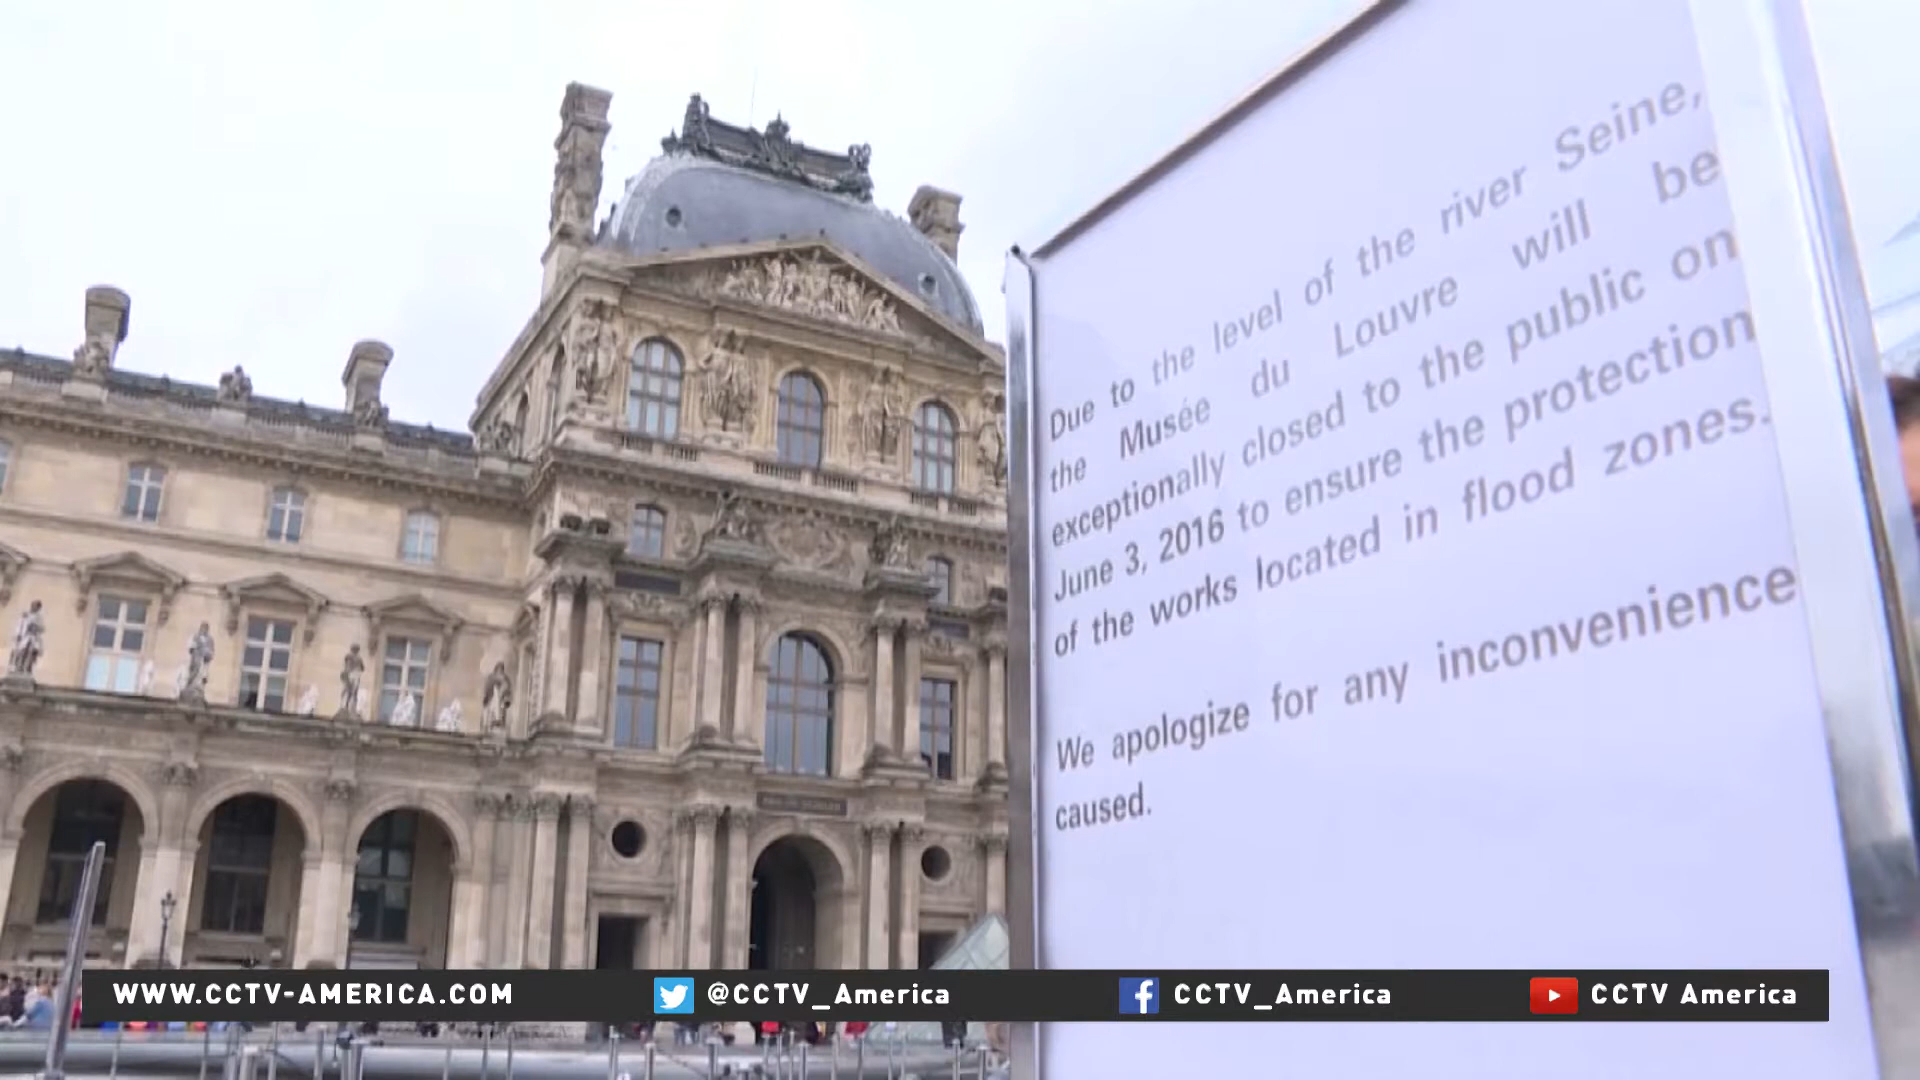 Due to the level of the river Seine,
the Musée du Louvre will be
exceptionally closed to the public on
June 3, 2016 to ensure the protection
of the works located in flood zones.
We apologize for any inconvenience
caused.
WWW.CCTV-AMERICA.COM
@CCTV_America
CCTV_America
CCTV America